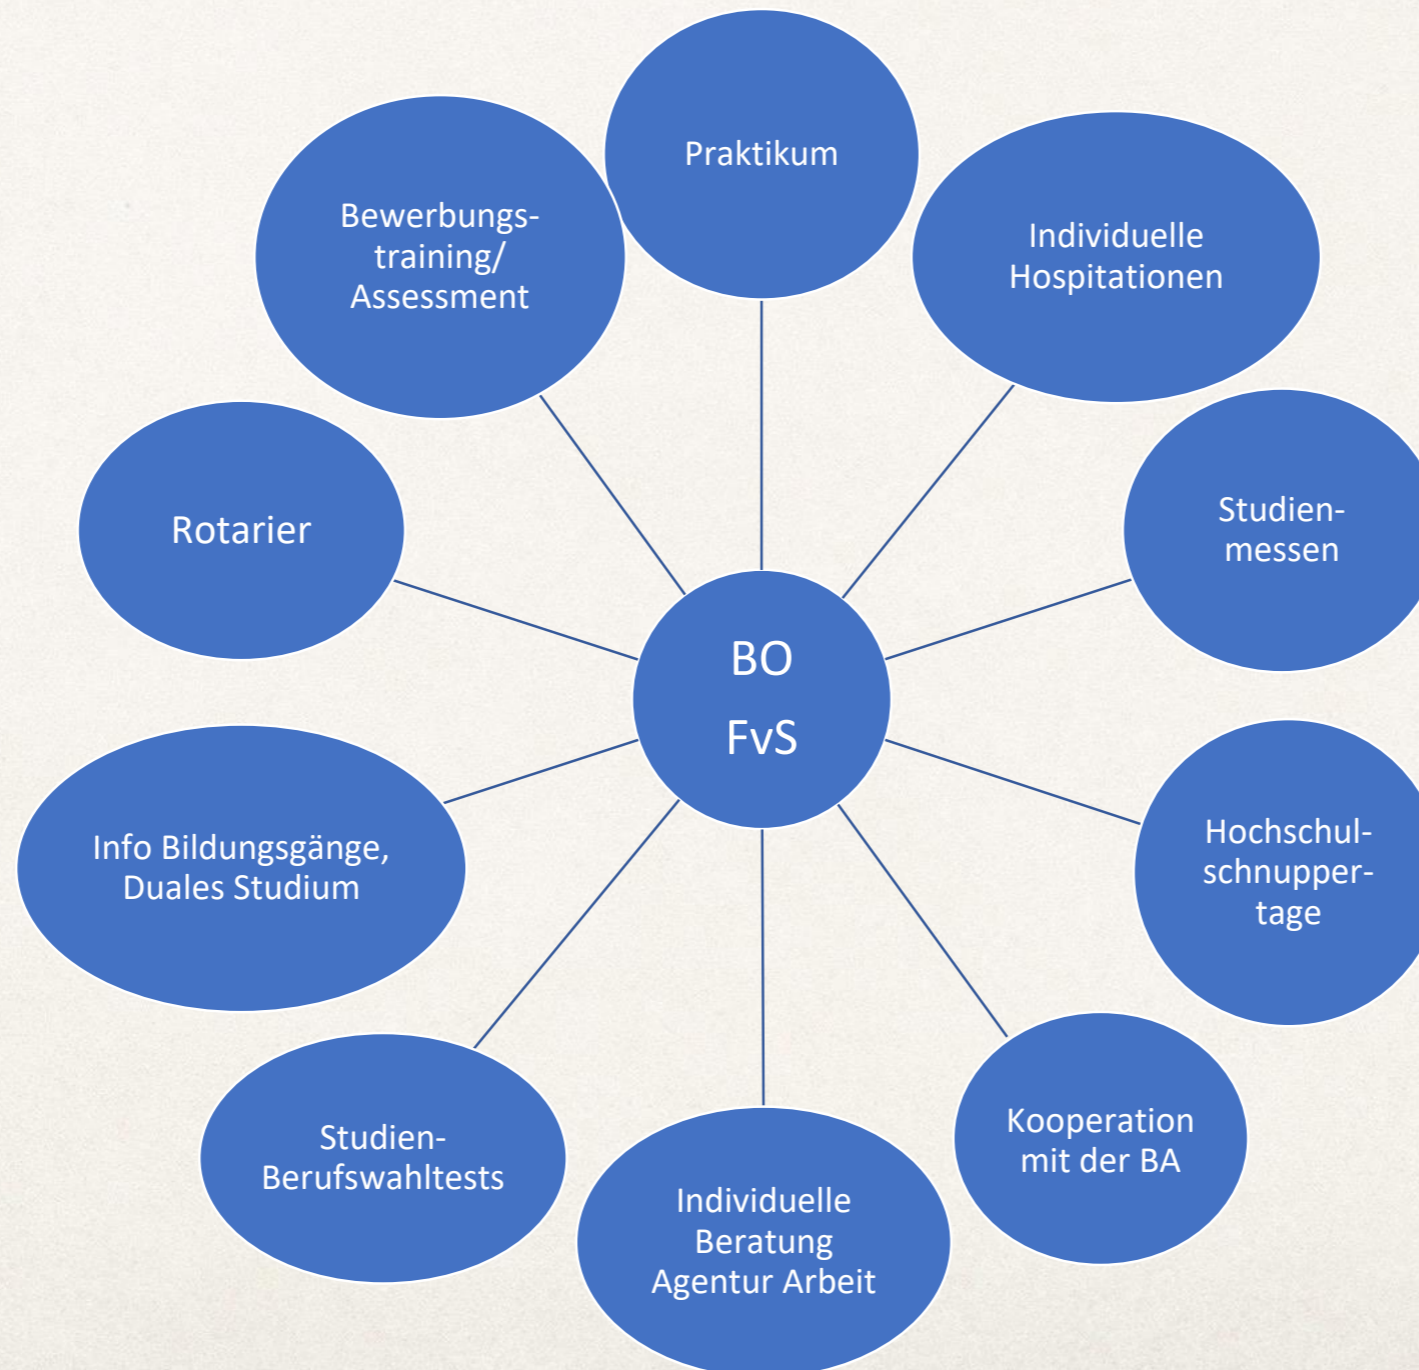 Praktikum
Individuelle
Hospitationen
Studien-
messen
Hochschul-
schnupper-
tage
Kooperation
mit der BA
Individuelle
Beratung
Agentur Arbeit
Studien-
Berufswahltests
Info Bildungsgänge,
Duales Studium
Rotarier
Bewerbungs-
training/
Assessment
BO
FvS